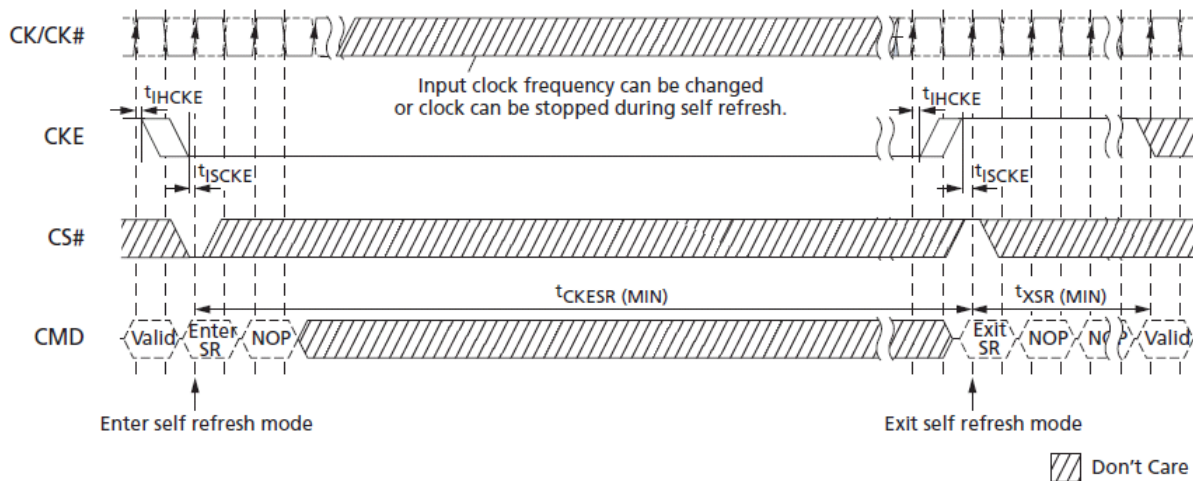 CK/CK#
Input clock frequency can be changed
or clock can be stopped during self refresh.
tIHCKE
tIHCKE
CKE
tISCKE
tISCKE
CS#
tCKESR (MIN)
tXSR (MIN)
CMD
Valid
Enter
SR
NOP
Exit
SR
NOP
NOP
Valid
Enter self refresh mode
Exit self refresh mode
Don't Care